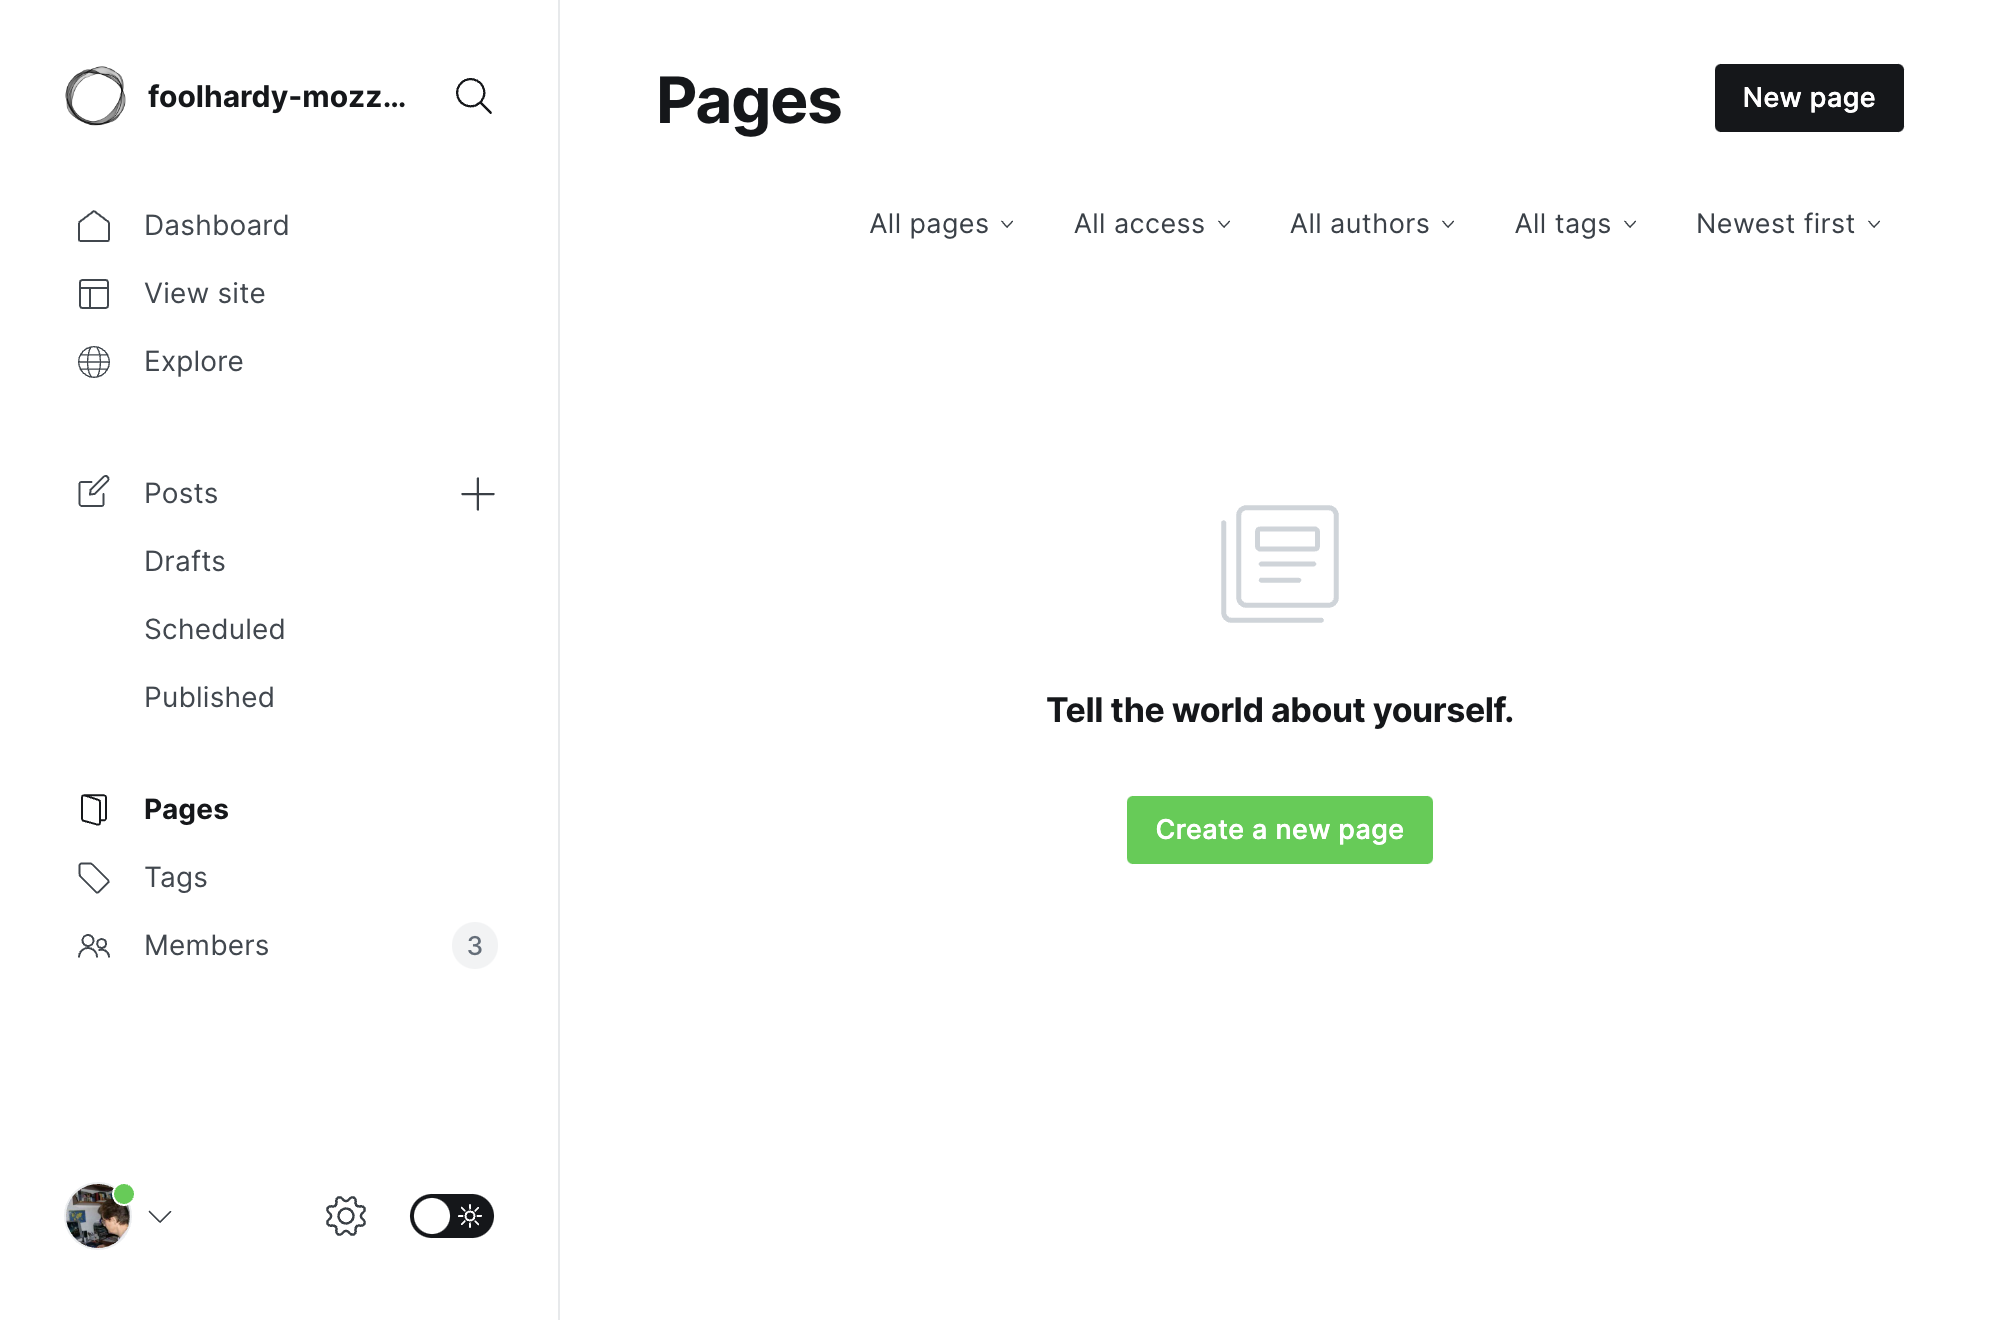 foolhardy-mozz...
Dashboard
View site
Explore
Posts
Drafts
Scheduled
Published
Pages
Tags
Members 3
Pages
New page
All pages All access All authors All tags Newest first
Tell the world about yourself.
Create a new page